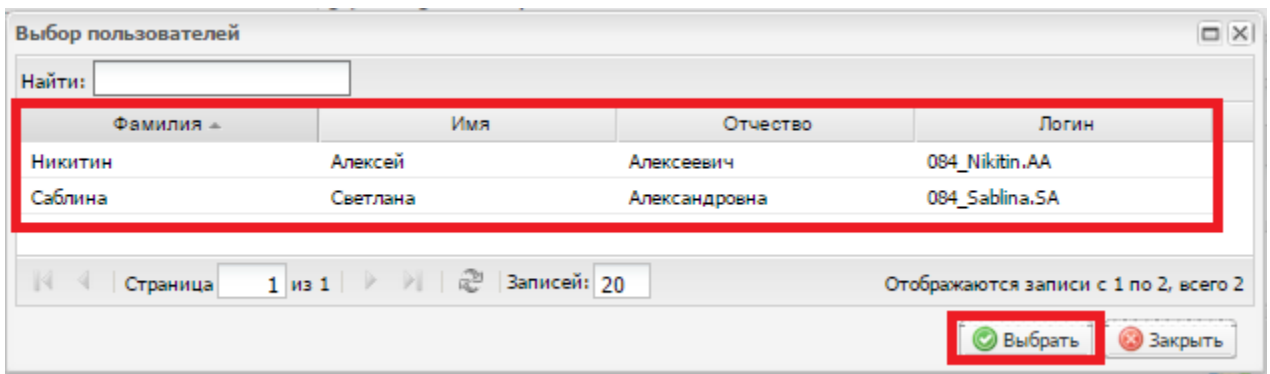 Выбор пользователей
Найти:
Фамилия Имя Отчество Логин
Никитин Алексей Алексеевич 084_Nikitin.AA
Саблина Светлана Александровна 084_Sablina.SA
Страница 1 из 1 Записей: 20 Отображаются записи с 1 по 2, всего 2
Выбрать Закрыть